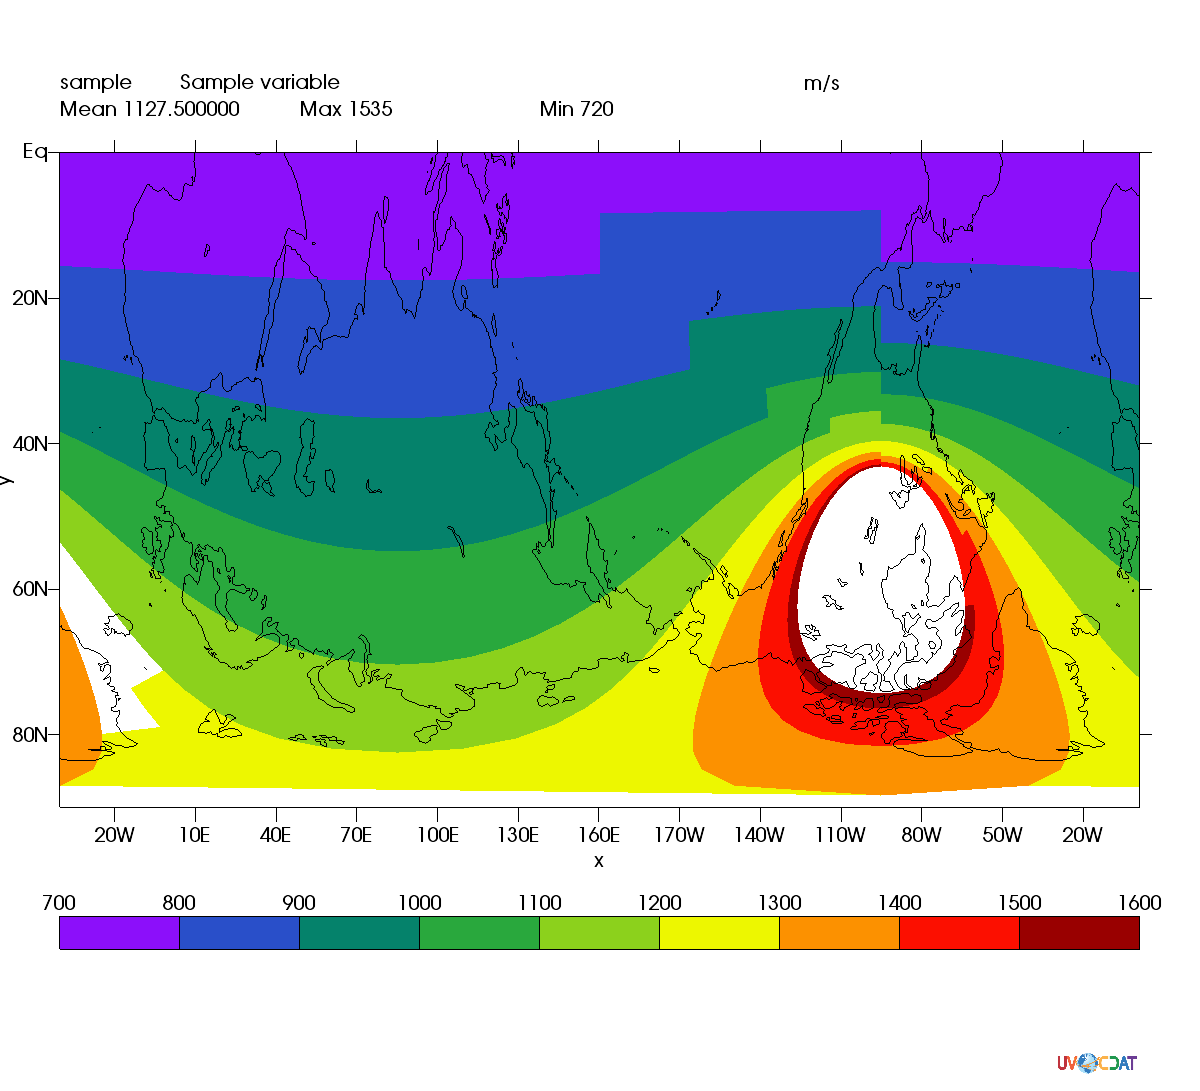 sample Sample variable m/s
Mean 1127.500000 Max 1535 Min 720
Eq
20N
40N
y
60N
80N
20W 10E 40E 70E 100E 130E 160E 170W 140W 110W 80W 50W 20W
x
700 800 900 1000 1100 1200 1300 1400 1500 1600
UV CDAT